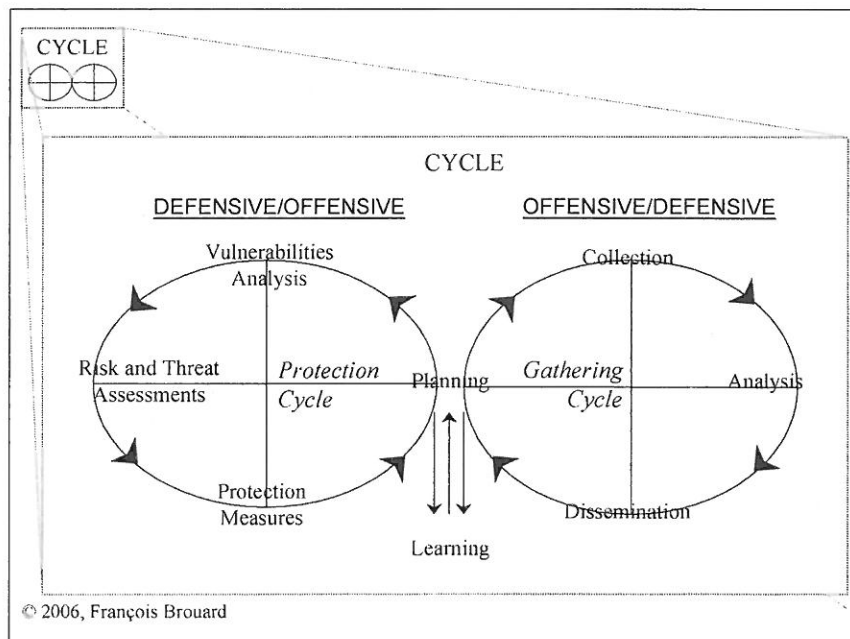 CYCLE
CYCLE
DEFENSIVE/OFFENSIVE
OFFENSIVE/DEFENSIVE
Vulnerabilities
Analysis
Collection
Risk and Threat
Assessments
Protection
Cycle
Planning
Gathering
Cycle
Analysis
Protection
Measures
Dissemination
Learning
© 2006, François Brouard